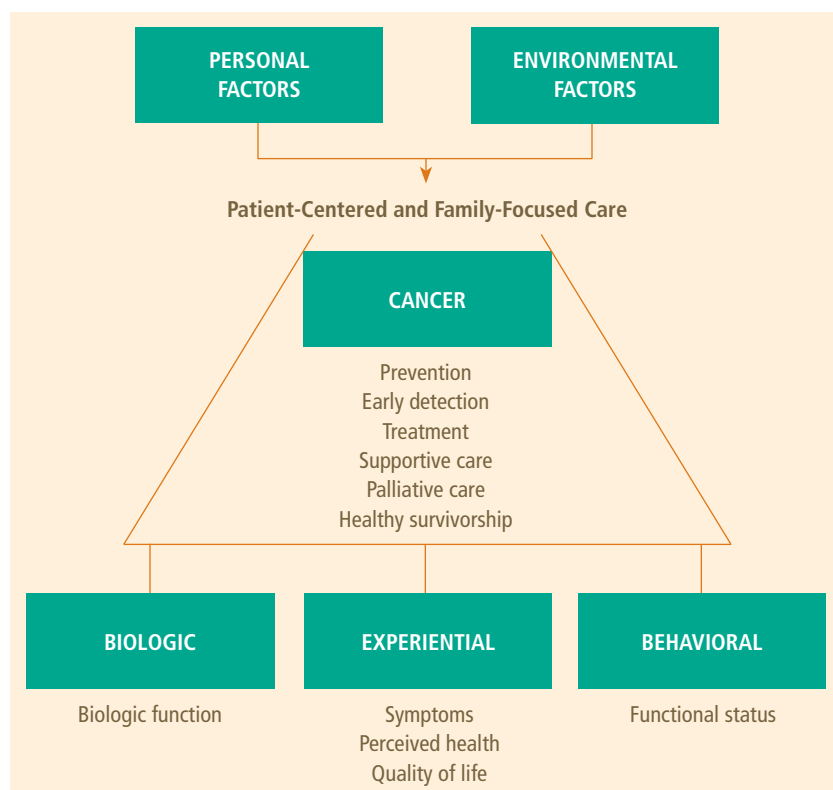 PERSONAL
FACTORS
ENVIRONMENTAL
FACTORS
Patient-Centered and Family-Focused Care
CANCER
Prevention
Early detection
Treatment
Supportive care
Palliative care
Healthy survivorship
BIOLOGIC
Biologic function
EXPERIENTIAL
Symptoms
Perceived health
Quality of life
BEHAVIORAL
Functional status